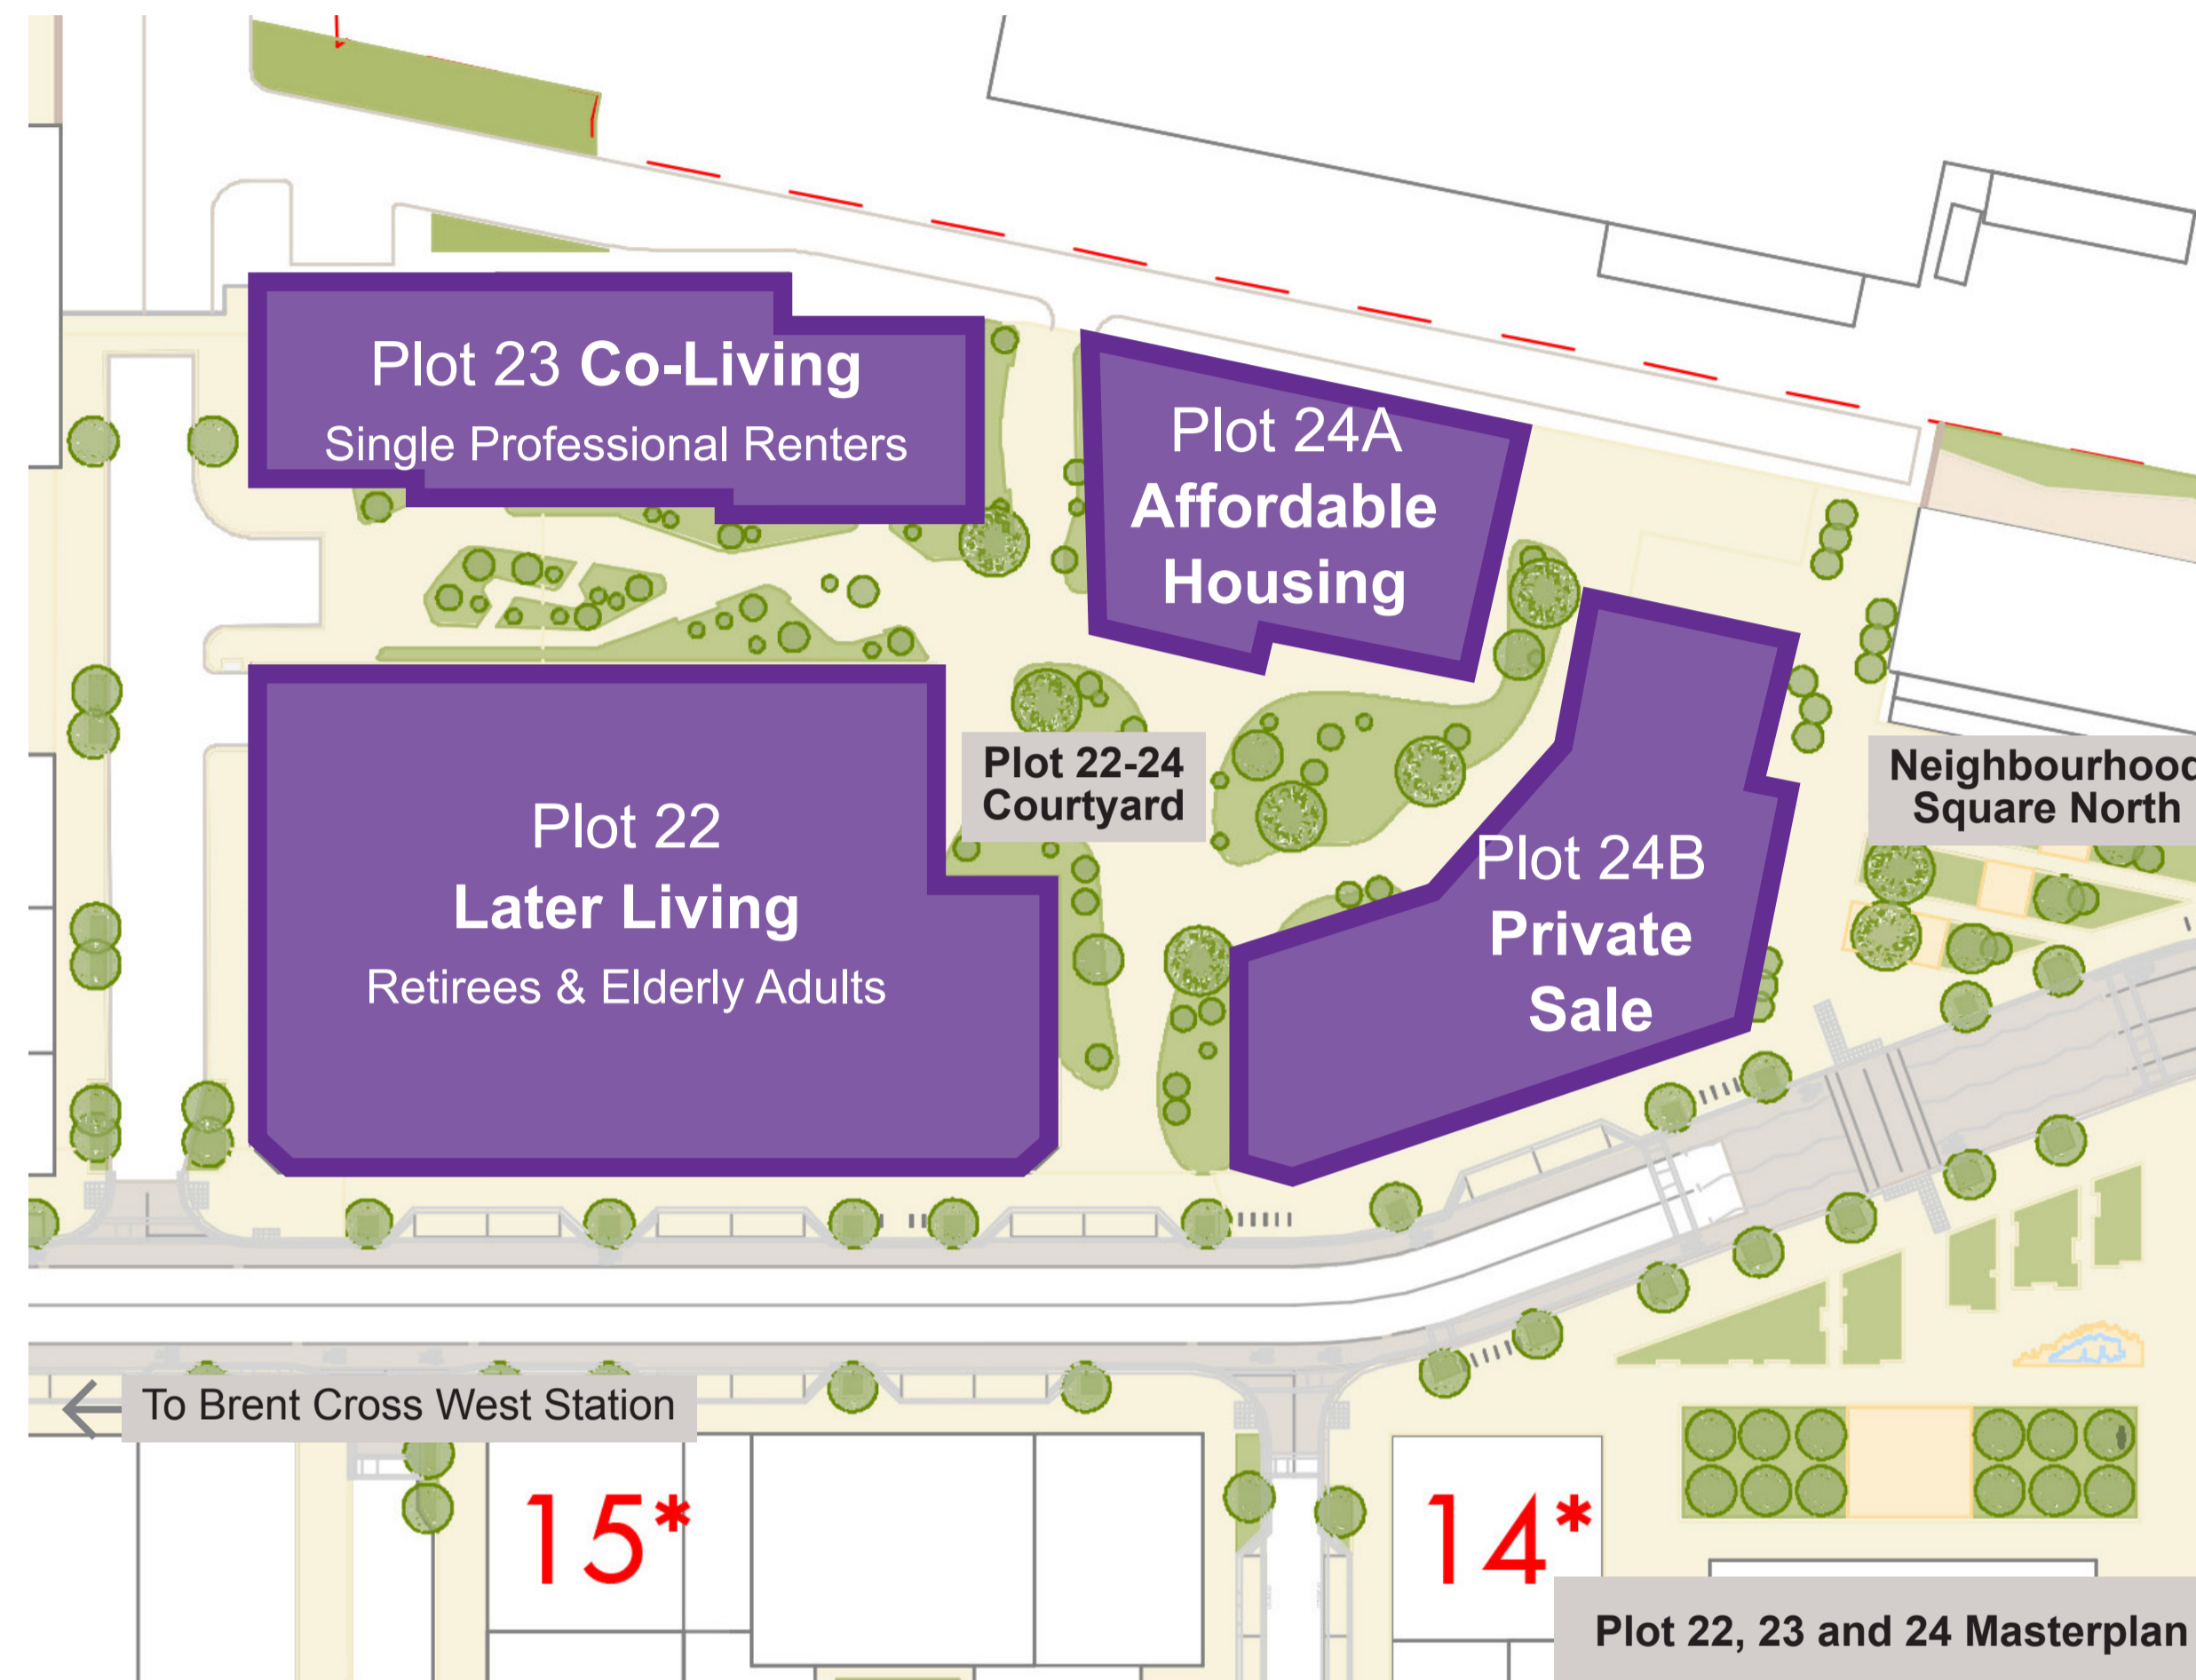 Plot 23 Co-Living
Single Professional Renters
Plot 24A
Affordable
Housing
Plot 22-24
Courtyard
Neighbourhood
Square North
Plot 22
Later Living
Retirees & Elderly Adults
Plot 24B
Private
Sale
To Brent Cross West Station
15*
14*
Plot 22, 23 and 24 Masterplan